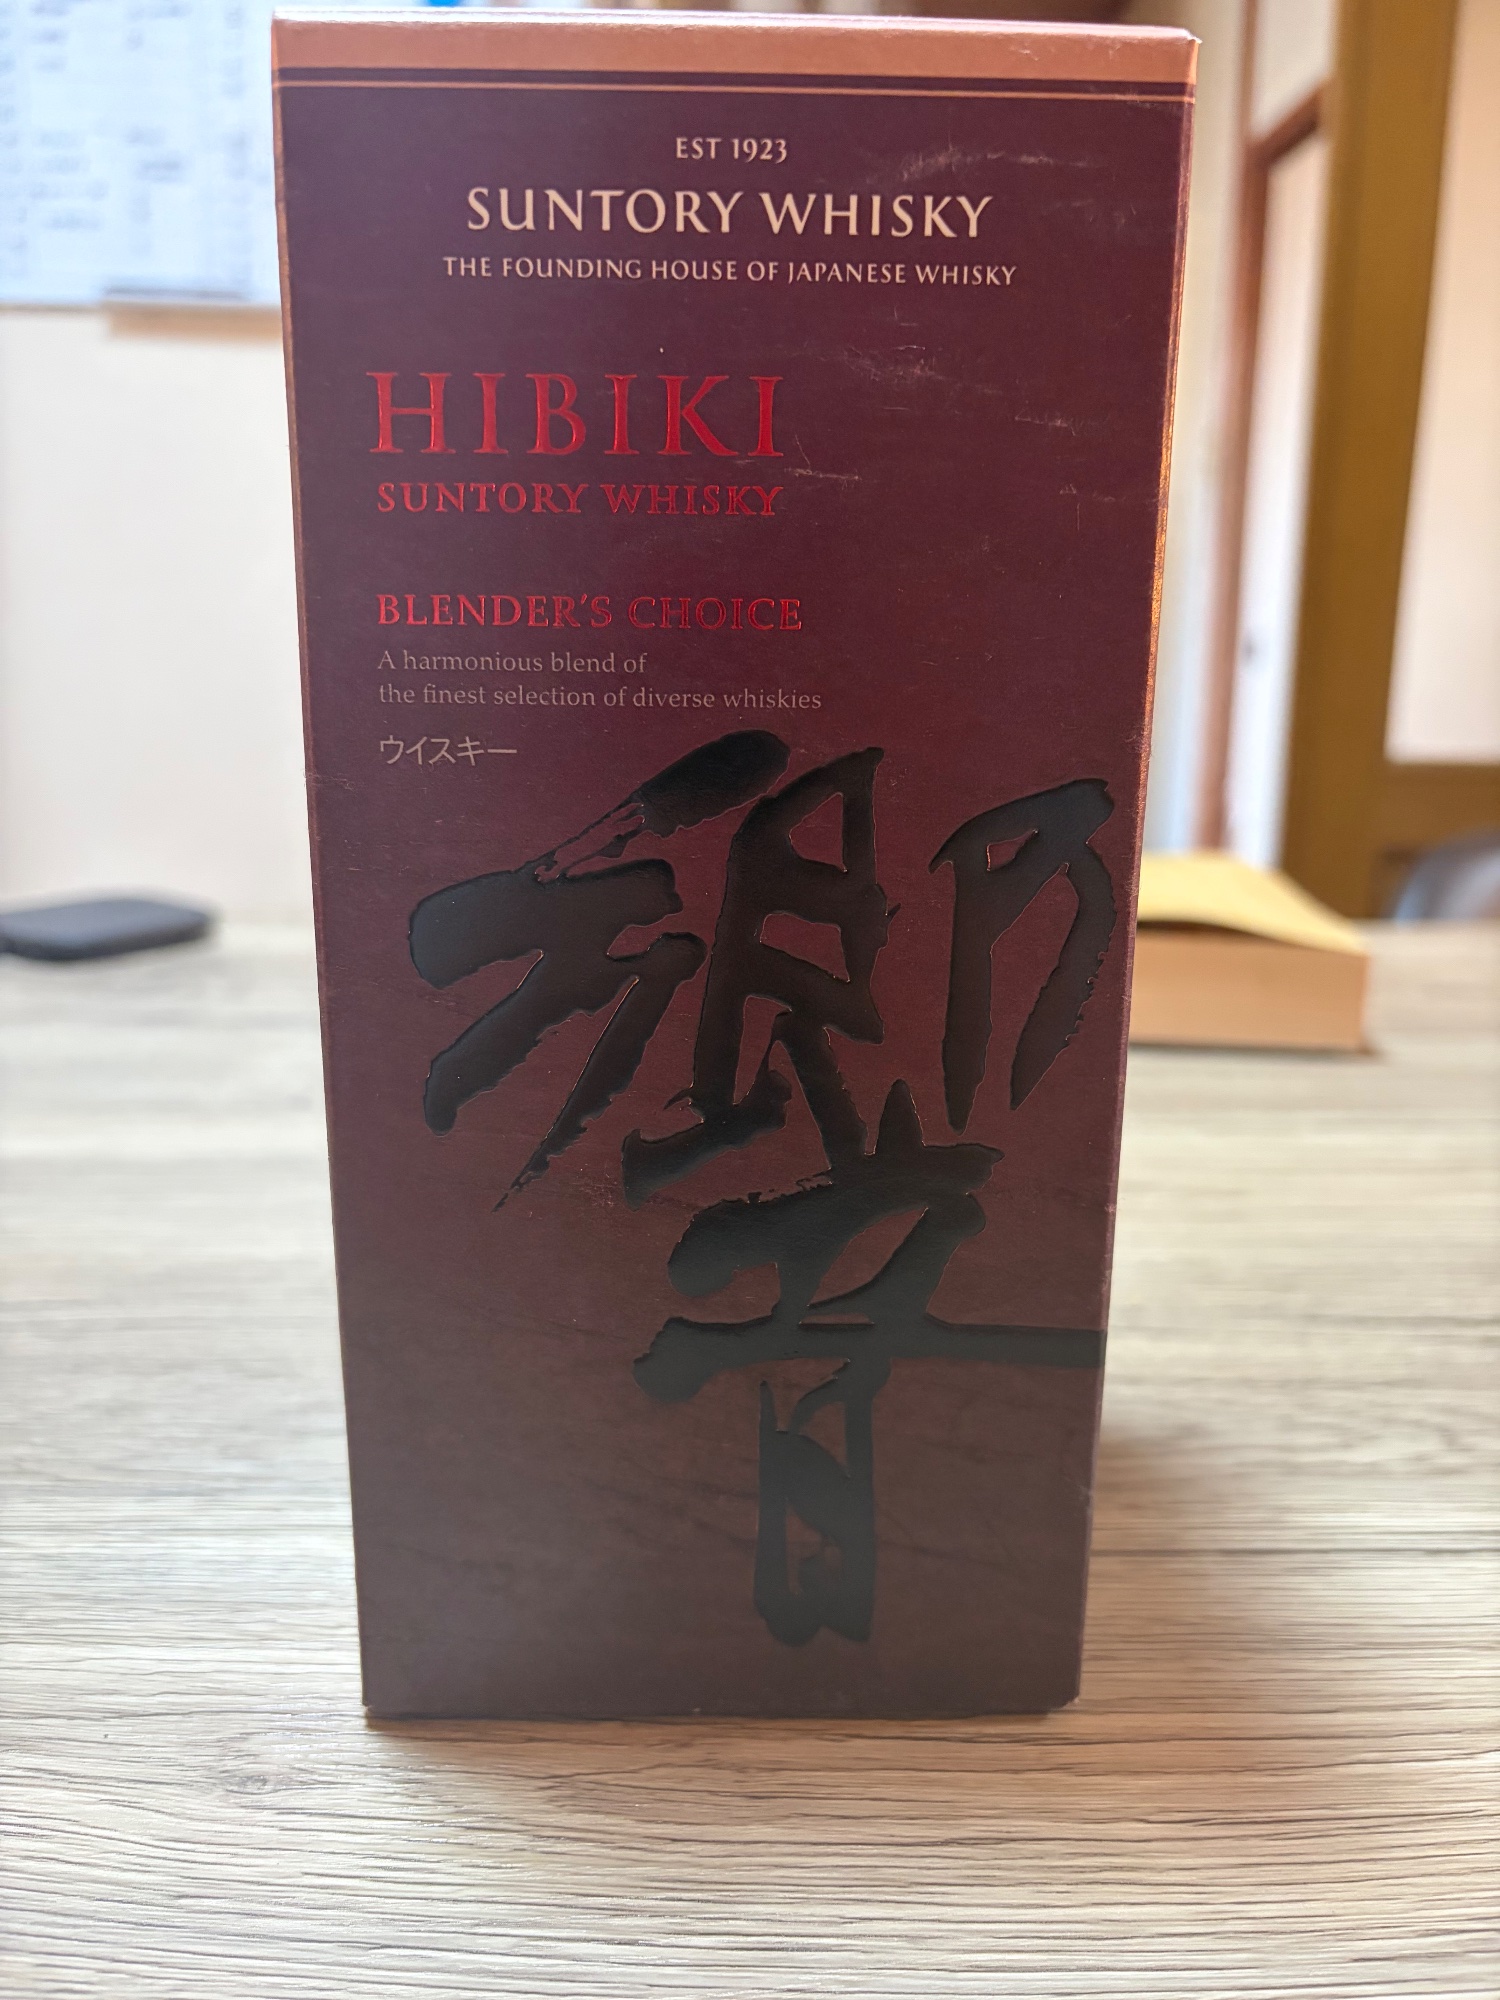 EST 1923
SUNTORY WHISKY
THE FOUNDING HOUSE OF JAPANESE WHISKY
HIBIKI
SUNTORY WHISKY
BLENDER'S CHOICE
A harmonious blend of
the finest selection of diverse whiskies
ウイスキー
響